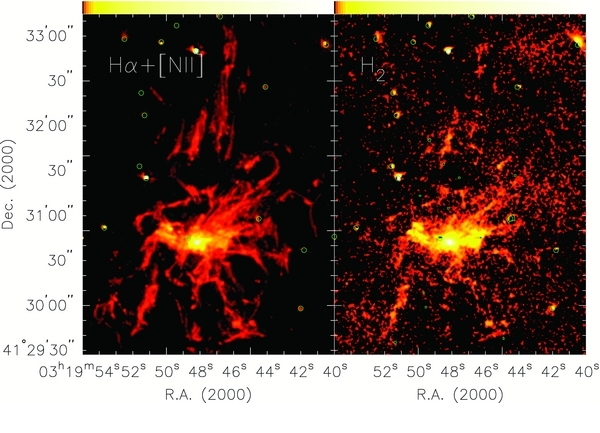 Hα+[NII]
H₂
33'00"
30"
32'00"
30"
31'00"
30"
30'00"
41°29'30"
Dec. (2000)
03ʰ19ᵐ54ˢ 52ˢ 50ˢ 48ˢ 46ˢ 44ˢ 42ˢ 40ˢ
52ˢ 50ˢ 48ˢ 46ˢ 44ˢ 42ˢ 40ˢ
R.A. (2000)
R.A. (2000)